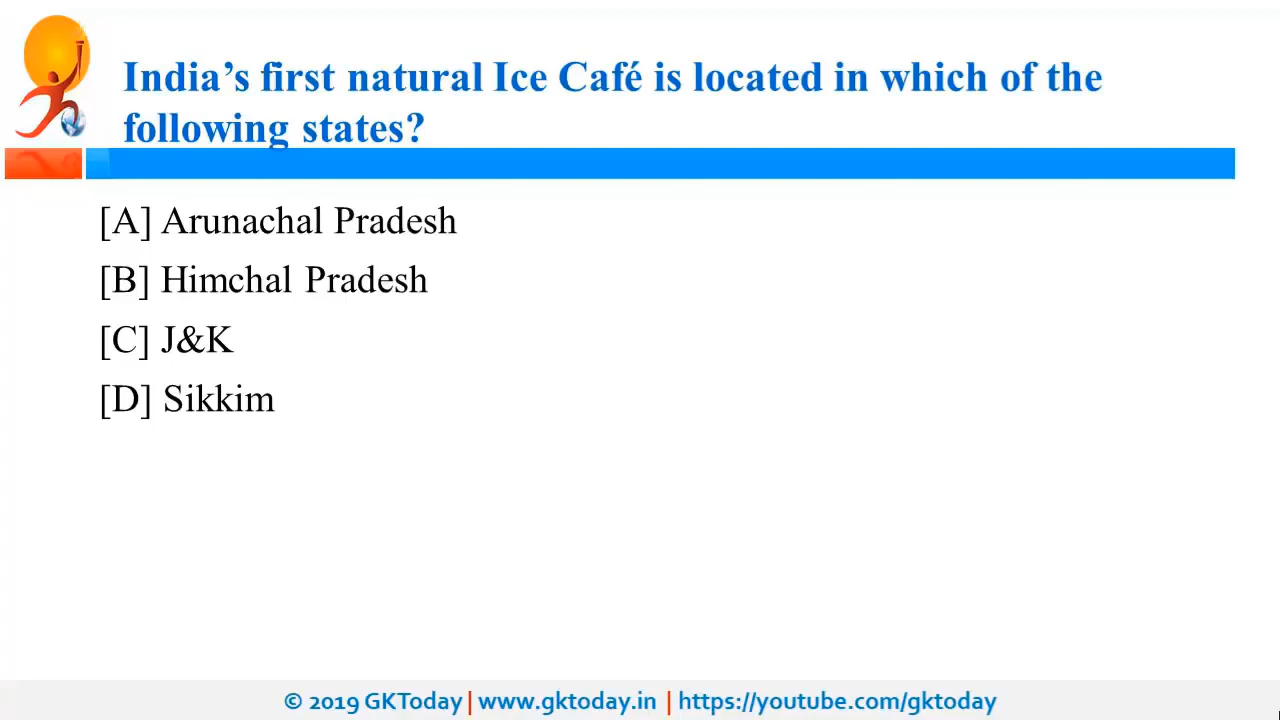 India’s first natural Ice Café is located in which of the
following states?
[A] Arunachal Pradesh
[B] Himchal Pradesh
[C] J&K
[D] Sikkim
© 2019 GKToday | www.gktoday.in | https://youtube.com/gktoday